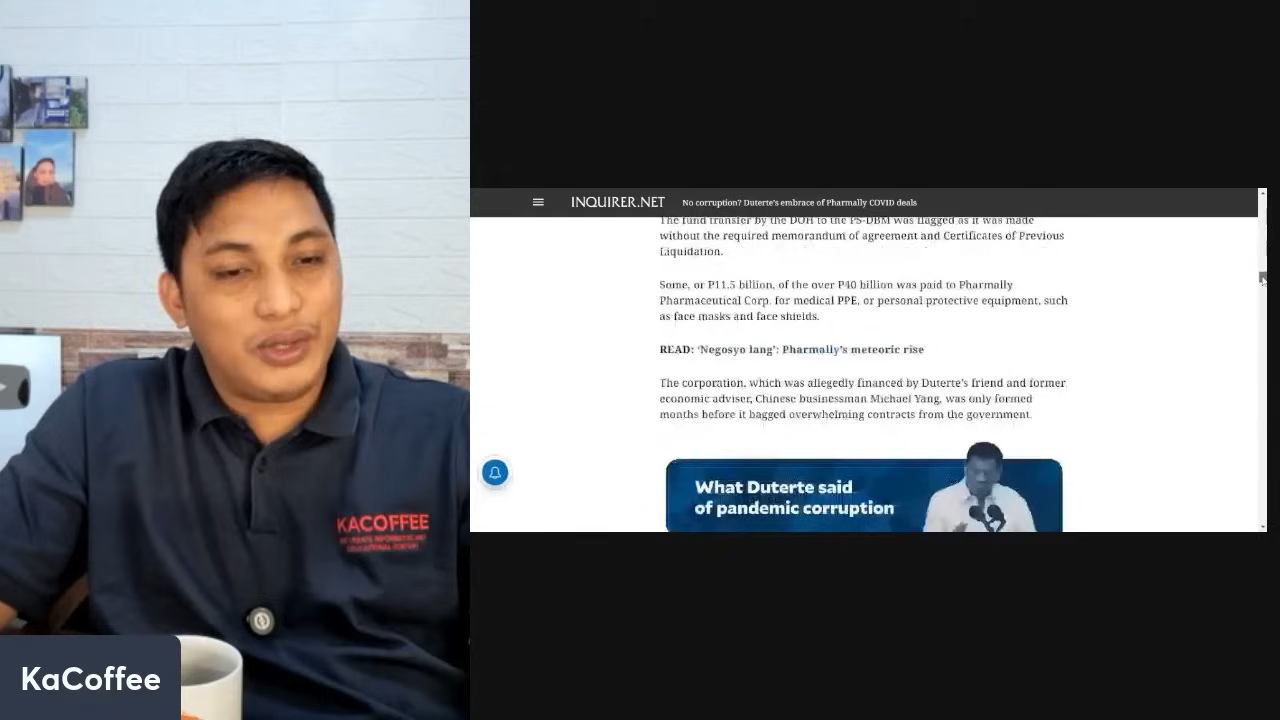 INQUIRER.NET
No corruption? Duterte's embrace of Pharmally COVID deals
The fund transfer by the DOH to the PS-DBM was flagged as it was made
without the required memorandum of agreement and Certificates of Previous
Liquidation.
Some, or P11.5 billion, of the over P40 billion was paid to Pharmally
Pharmaceutical Corp. for medical PPE, or personal protective equipment, such
as face masks and face shields.
READ: 'Negosyo lang': Pharmally's meteoric rise
The corporation, which was allegedly financed by Duterte's friend and former
economic adviser, Chinese businessman Michael Yang, was only formed
months before it bagged overwhelming contracts from the government.
What Duterte said
of pandemic corruption
KACOFFEE
KaCoffee